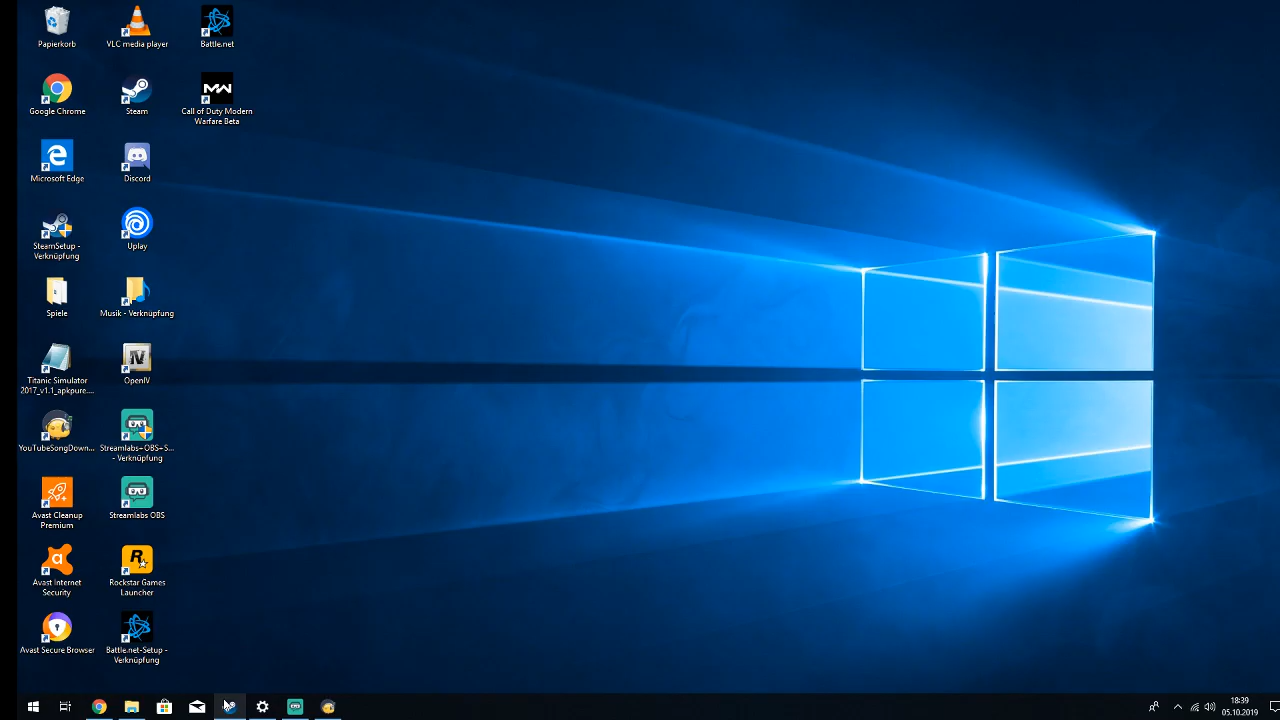 Papierkorb
VLC media player
Battle.net
Google Chrome
Steam
Call of Duty Modern
Warfare Beta
Microsoft Edge
Discord
SteamSetup -
Verknüpfung
Uplay
Spiele
Musik - Verknüpfung
Titanic Simulator
2017_v1.1_apkpure....
OpenIV
YouTubeSongDown...
Streamlabs+OBS+S...
- Verknüpfung
Avast Cleanup
Premium
Streamlabs OBS
Avast Internet
Security
Rockstar Games
Launcher
Avast Secure Browser
Battle.net-Setup -
Verknüpfung
18:39
05.10.2019